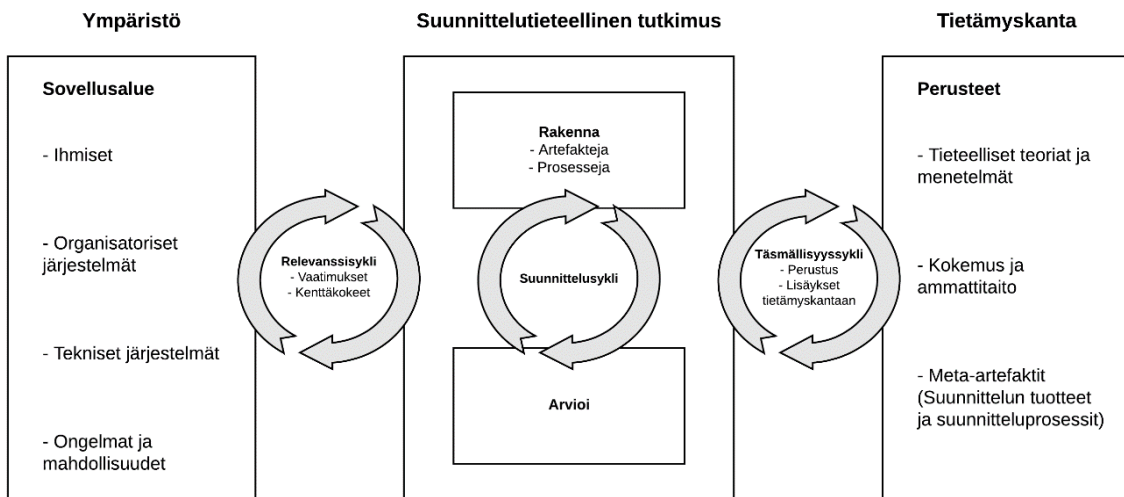 Ympäristö
Suunnittelutieteellinen tutkimus
Tietämyskanta
Sovellusalue
- Ihmiset
- Organisatoriset
järjestelmät
- Tekniset järjestelmät
- Ongelmat ja
mahdollisuudet
Relevanssisykli
- Vaatimukset
- Kenttäkokeet
Rakenna
- Artefakteja
- Prosesseja
Suunnittelusykli
Arvioi
Täsmällisyyssykli
- Perustus
- Lisäykset
tietämyskantaan
Perusteet
- Tieteelliset teoriat ja
menetelmät
- Kokemus ja
ammattitaito
- Meta-artefaktit
(Suunnittelun tuotteet
ja suunnitteluprosessit)